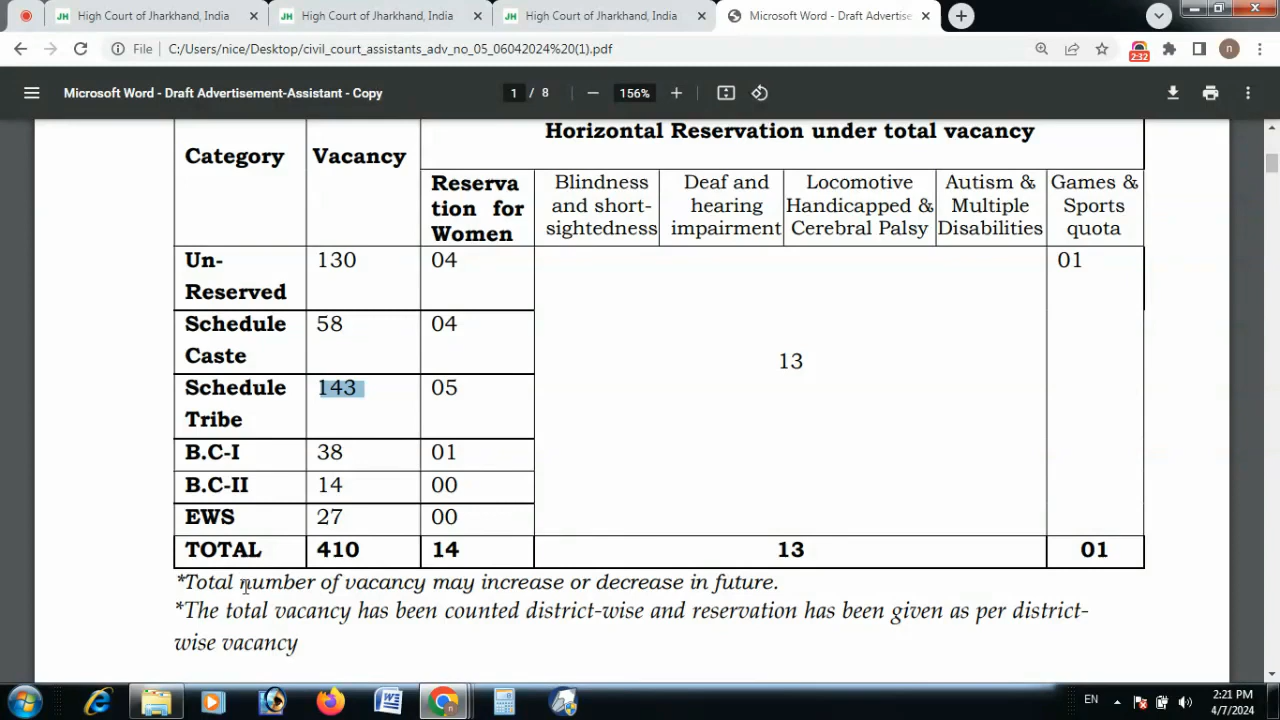 High Court of Jharkhand, India
High Court of Jharkhand, India
High Court of Jharkhand, India
Microsoft Word - Draft Advertise
File
C:/Users/nice/Desktop/civil_court_assistants_adv_no_05_06042024%20(1).pdf
2:32
n
Microsoft Word - Draft Advertisement-Assistant - Copy
1 / 8
156%
Horizontal Reservation under total vacancy
Category Vacancy
Reserva
tion for
Women
Blindness
and short-
sightedness
Deaf and
hearing
impairment
Locomotive
Handicapped &
Cerebral Palsy
Autism &
Multiple
Disabilities
Games &
Sports
quota
Un-
Reserved
130 04 01
Schedule
Caste
58 04
13
Schedule
Tribe
143 05
B.C-I 38 01
B.C-II 14 00
EWS 27 00
TOTAL 410 14 13 01
*Total number of vacancy may increase or decrease in future.
*The total vacancy has been counted district-wise and reservation has been given as per district-
wise vacancy
EN
2:21 PM
4/7/2024